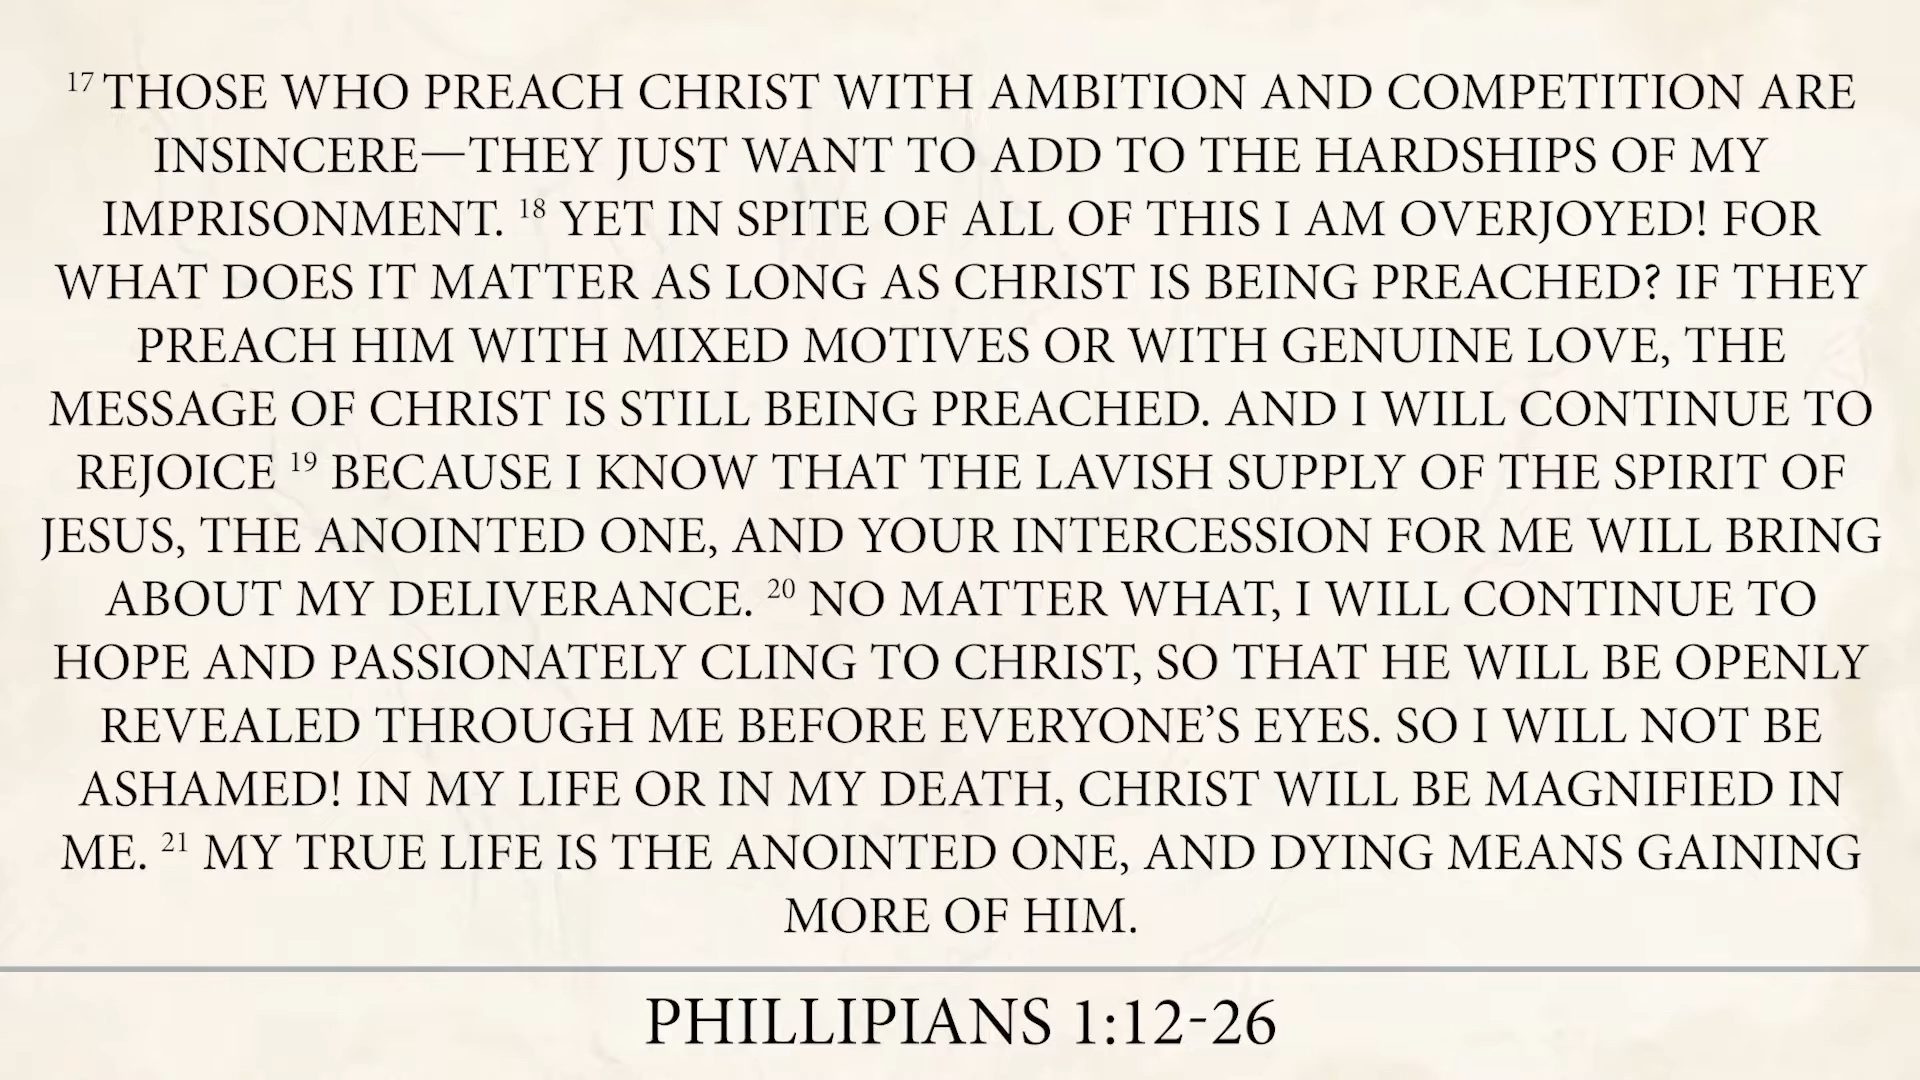 17 THOSE WHO PREACH CHRIST WITH AMBITION AND COMPETITION ARE
INSINCERE—THEY JUST WANT TO ADD TO THE HARDSHIPS OF MY
IMPRISONMENT. 18 YET IN SPITE OF ALL OF THIS I AM OVERJOYED! FOR
WHAT DOES IT MATTER AS LONG AS CHRIST IS BEING PREACHED? IF THEY
PREACH HIM WITH MIXED MOTIVES OR WITH GENUINE LOVE, THE
MESSAGE OF CHRIST IS STILL BEING PREACHED. AND I WILL CONTINUE TO
REJOICE 19 BECAUSE I KNOW THAT THE LAVISH SUPPLY OF THE SPIRIT OF
JESUS, THE ANOINTED ONE, AND YOUR INTERCESSION FOR ME WILL BRING
ABOUT MY DELIVERANCE. 20 NO MATTER WHAT, I WILL CONTINUE TO
HOPE AND PASSIONATELY CLING TO CHRIST, SO THAT HE WILL BE OPENLY
REVEALED THROUGH ME BEFORE EVERYONE’S EYES. SO I WILL NOT BE
ASHAMED! IN MY LIFE OR IN MY DEATH, CHRIST WILL BE MAGNIFIED IN
ME. 21 MY TRUE LIFE IS THE ANOINTED ONE, AND DYING MEANS GAINING
MORE OF HIM.
PHILLIPIANS 1:12-26